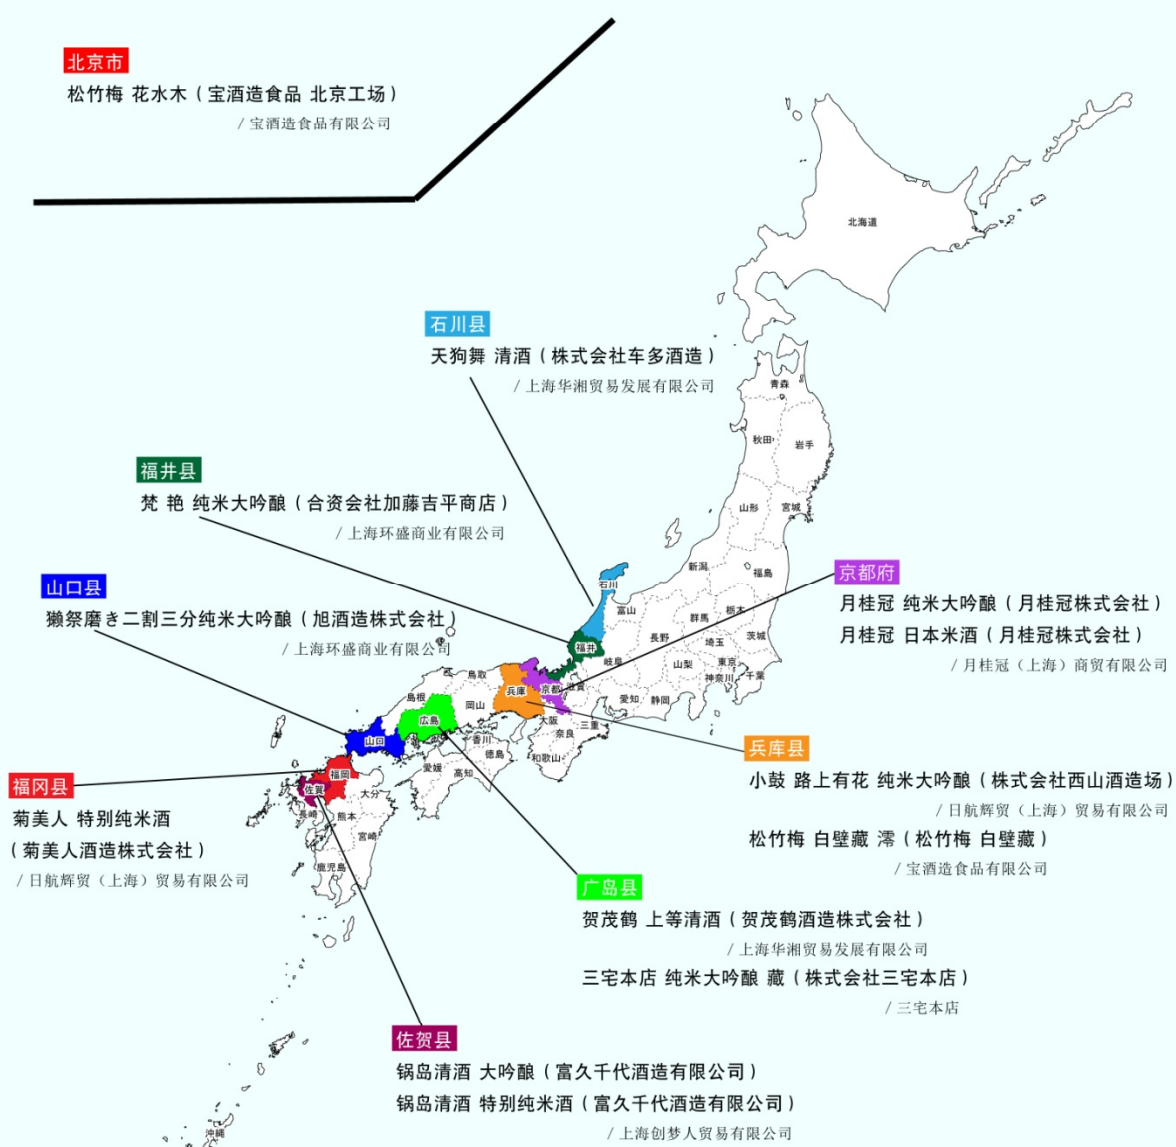 北京市
松竹梅 花水木（宝酒造食品 北京工场）
/ 宝酒造食品有限公司
石川县
天狗舞 清酒（株式会社车多酒造）
/ 上海华湘贸易发展有限公司
福井县
梵 艳 纯米大吟酿（合资会社加藤吉平商店）
/ 上海环盛商业有限公司
山口县
獭祭磨き二割三分纯米大吟酿（旭酒造株式会社）
/ 上海环盛商业有限公司
京都府
月桂冠 纯米大吟酿（月桂冠株式会社）
月桂冠 日本米酒（月桂冠株式会社）
/ 月桂冠（上海）商贸有限公司
兵库县
小鼓 路上有花 纯米大吟酿（株式会社西山酒造场）
/ 日航辉贸（上海）贸易有限公司
松竹梅 白壁藏 澪（松竹梅 白壁藏）
/ 宝酒造食品有限公司
福冈县
菊美人 特别纯米酒
（菊美人酒造株式会社）
/ 日航辉贸（上海）贸易有限公司
广岛县
贺茂鹤 上等清酒（贺茂鹤酒造株式会社）
/ 上海华湘贸易发展有限公司
三宅本店 纯米大吟酿 藏（株式会社三宅本店）
/ 三宅本店
佐贺县
锅岛清酒 大吟酿（富久千代酒造有限公司）
锅岛清酒 特别纯米酒（富久千代酒造有限公司）
/ 上海创梦人贸易有限公司
北海道
青森
秋田
岩手
山形
宮城
新潟
福島
石川
富山
群馬
栃木
茨城
長野
埼玉
福井
岐阜
山梨
東京
神奈川
千葉
愛知
静岡
滋賀
京都
兵庫
鳥取
島根
岡山
広島
山口
大阪
三重
奈良
和歌山
香川
徳島
愛媛
高知
福岡
佐賀
大分
長崎
熊本
宮崎
鹿児島
沖縄